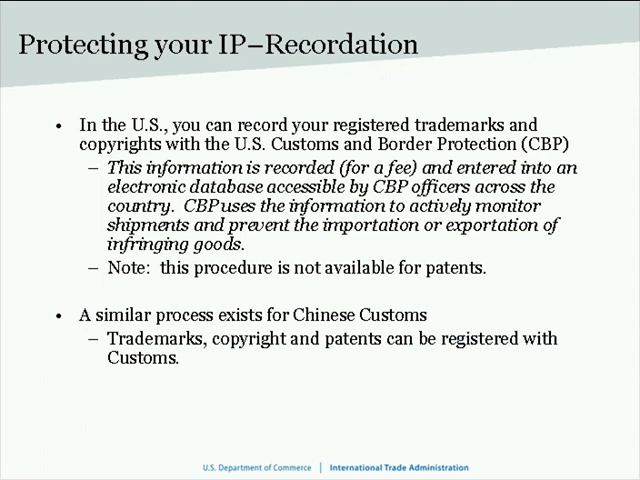 Protecting your IP–Recordation
• In the U.S., you can record your registered trademarks and
copyrights with the U.S. Customs and Border Protection (CBP)
– This information is recorded (for a fee) and entered into an
electronic database accessible by CBP officers across the
country. CBP uses the information to actively monitor
shipments and prevent the importation or exportation of
infringing goods.
– Note: this procedure is not available for patents.
• A similar process exists for Chinese Customs
– Trademarks, copyright and patents can be registered with
Customs.
U.S. Department of Commerce | International Trade Administration